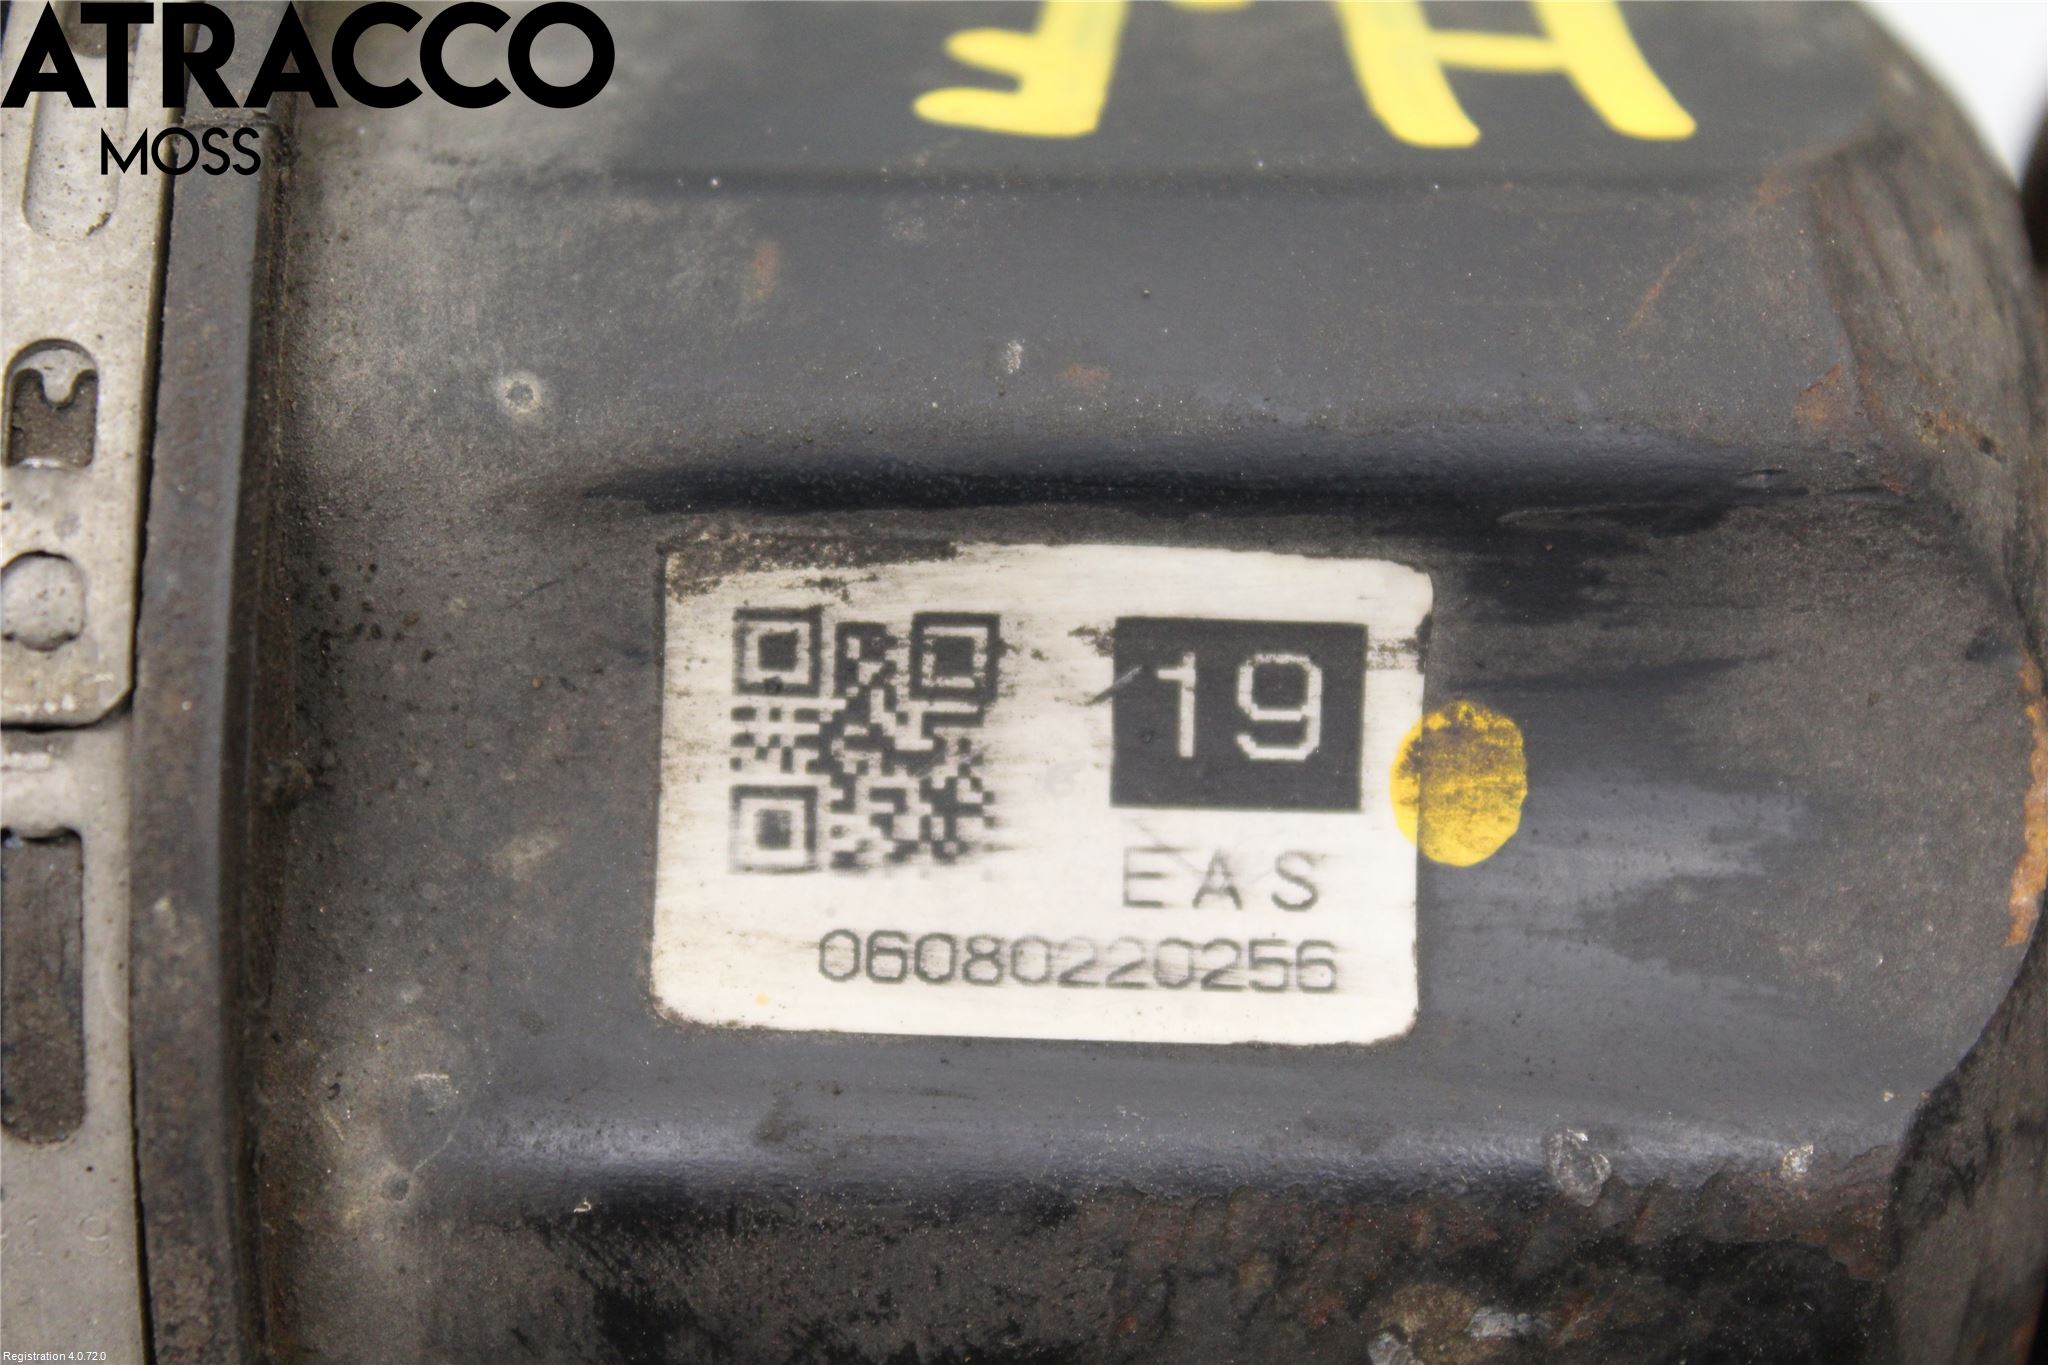 ATRACCO
MOSS
H.F
19
EAS
06080220256
Registration 4.0.72.0